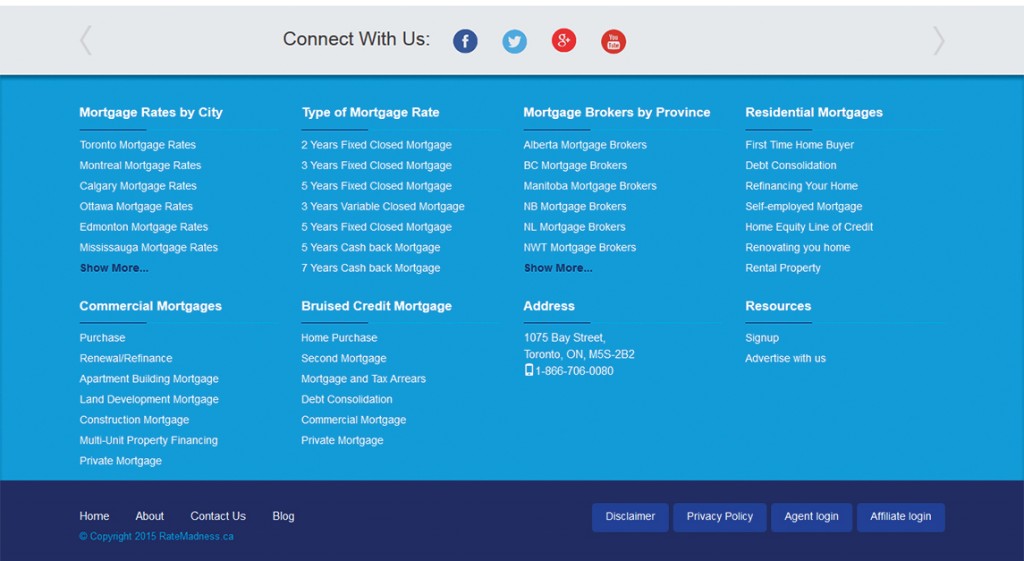 Connect With Us:
f
g+
You Tube
Mortgage Rates by City
Toronto Mortgage Rates
Montreal Mortgage Rates
Calgary Mortgage Rates
Ottawa Mortgage Rates
Edmonton Mortgage Rates
Mississauga Mortgage Rates
Show More...
Type of Mortgage Rate
2 Years Fixed Closed Mortgage
3 Years Fixed Closed Mortgage
5 Years Fixed Closed Mortgage
3 Years Variable Closed Mortgage
5 Years Fixed Closed Mortgage
5 Years Cash back Mortgage
7 Years Cash back Mortgage
Mortgage Brokers by Province
Alberta Mortgage Brokers
BC Mortgage Brokers
Manitoba Mortgage Brokers
NB Mortgage Brokers
NL Mortgage Brokers
NWT Mortgage Brokers
Show More...
Residential Mortgages
First Time Home Buyer
Debt Consolidation
Refinancing Your Home
Self-employed Mortgage
Home Equity Line of Credit
Renovating you home
Rental Property
Commercial Mortgages
Purchase
Renewal/Refinance
Apartment Building Mortgage
Land Development Mortgage
Construction Mortgage
Multi-Unit Property Financing
Private Mortgage
Bruised Credit Mortgage
Home Purchase
Second Mortgage
Mortgage and Tax Arrears
Debt Consolidation
Commercial Mortgage
Private Mortgage
Address
1075 Bay Street,
Toronto, ON, M5S-2B2
1-866-706-0080
Resources
Signup
Advertise with us
Home About Contact Us Blog
Disclaimer Privacy Policy Agent login Affiliate login
© Copyright 2015 RateMadness.ca